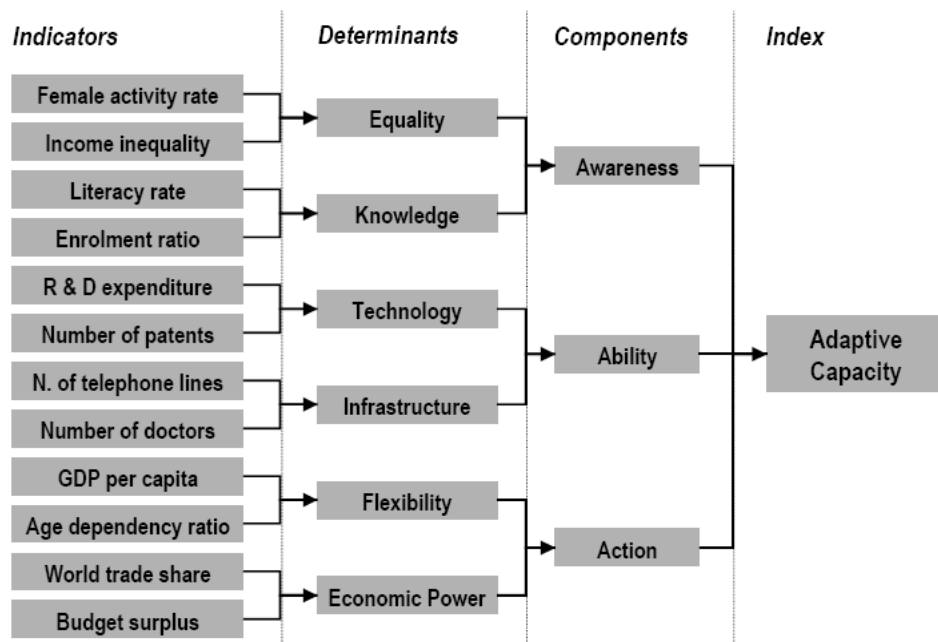 Indicators
Determinants
Components
Index
Female activity rate
Income inequality
Literacy rate
Enrolment ratio
R & D expenditure
Number of patents
N. of telephone lines
Number of doctors
GDP per capita
Age dependency ratio
World trade share
Budget surplus
Equality
Knowledge
Technology
Infrastructure
Flexibility
Economic Power
Awareness
Ability
Action
Adaptive
Capacity